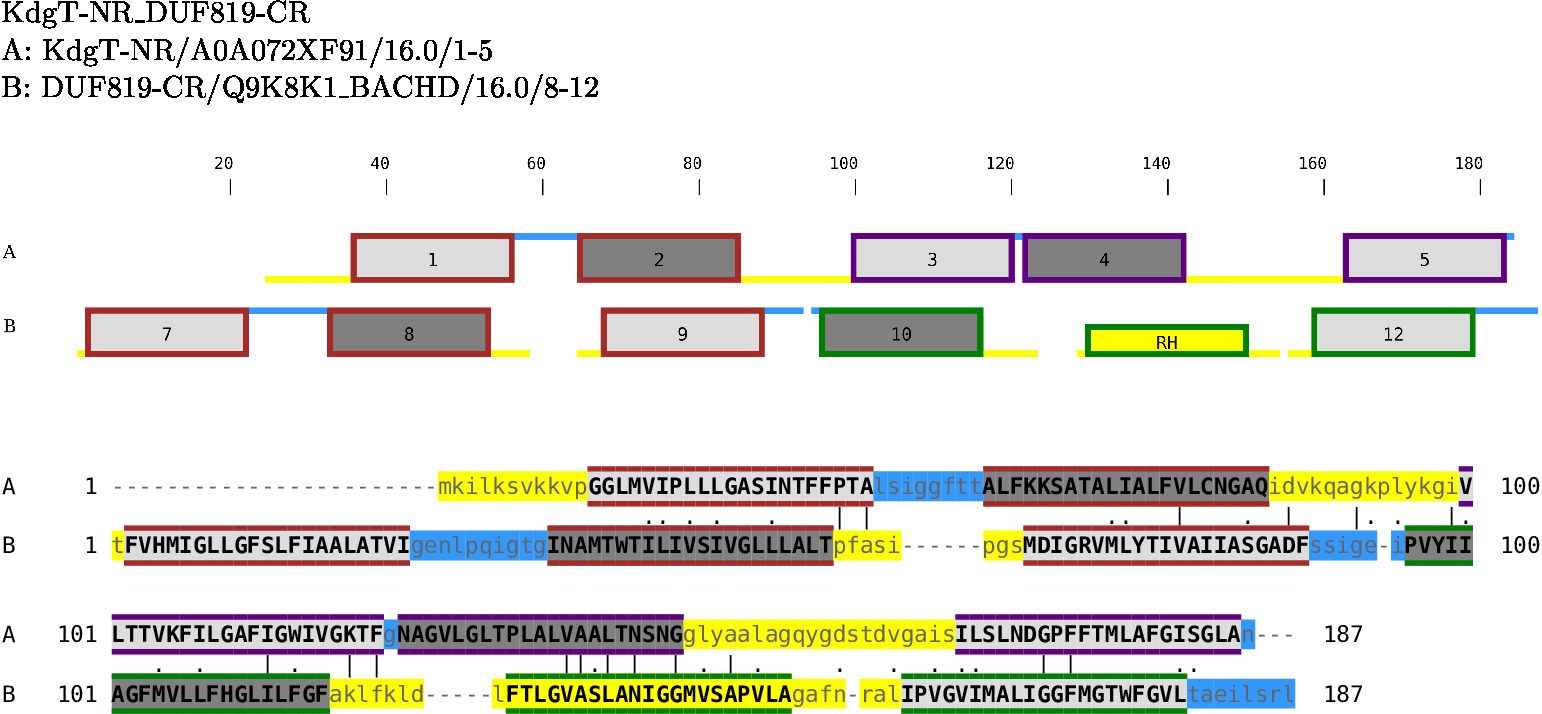 KdgT-NR_DUF819-CR
A: KdgT-NR/A0A072XF91/16.0/1-5
B: DUF819-CR/Q9K8K1_BACHD/16.0/8-12
20 40 60 80 100 120 140 160 180
A 1 2 3 4 5
B 7 8 9 10 RH 12
A 1 ------------------------mkilksvkkvpGGLMVIPLLLGASINTFFPTAlsiggfttALFKKSATALIALFVLCNGAQidvkqagkplykgiV 100
B 1 tFVHMIGLLGFSLFIAALATVIgenlpqigtgINAMTWTILIVSIVGLLLALTpfasi------pgsMDIGRVMLYTIVAIIASGADFssige-iPVYII 100
A 101 LTTVKFILGAFIGWIVGKTFgNAGVLGLTPLALVAALTNSNGglyaalagqygdstdvgaisILSLNDGPFFTMLAFGISGLAn--- 187
B 101 AGFMVLLFHGLILFGFaklfkld-----lFTLGVASLANIGGMVSAPVLAgafn-ralIPVGVIMALIGGFMGTWFGVLtaeilsrl 187